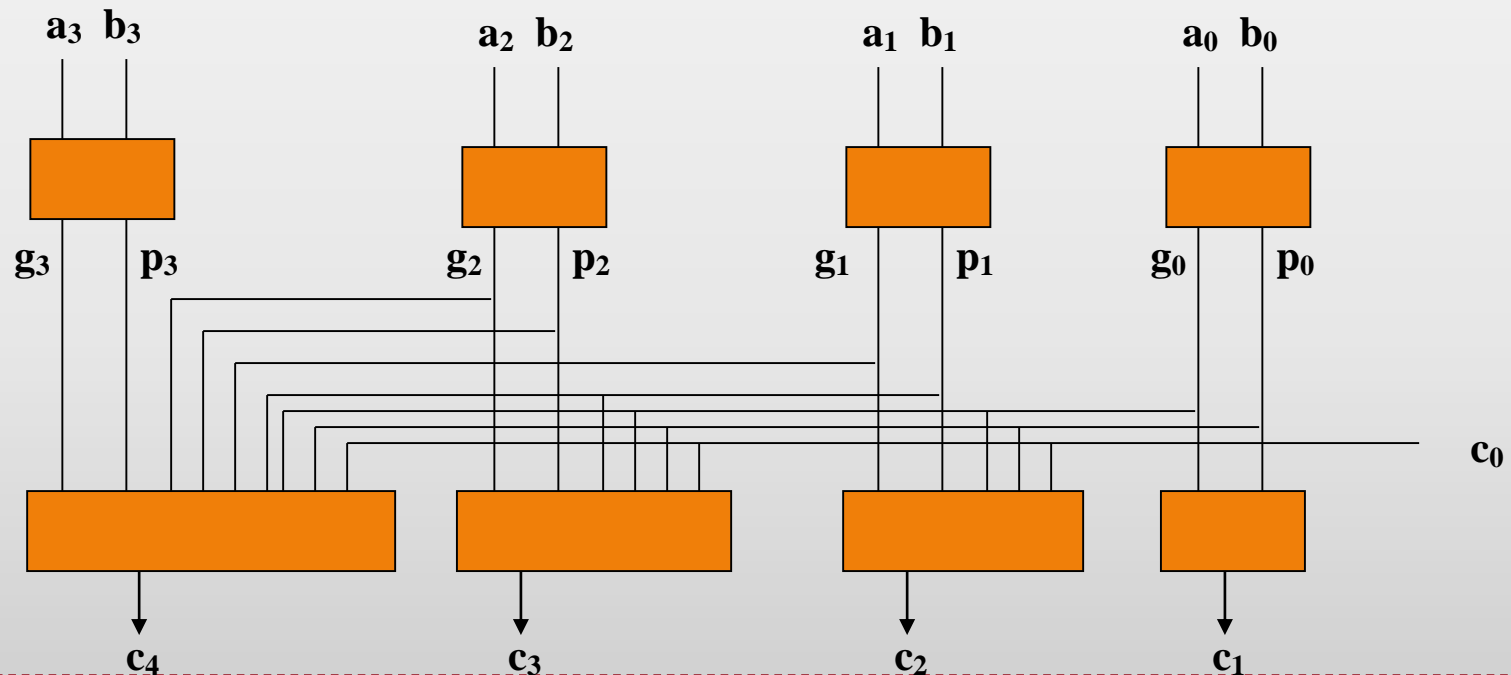 a₃ b₃ a₂ b₂ a₁ b₁ a₀ b₀
g₃ p₃ g₂ p₂ g₁ p₁ g₀ p₀
c₀
c₄ c₃ c₂ c₁